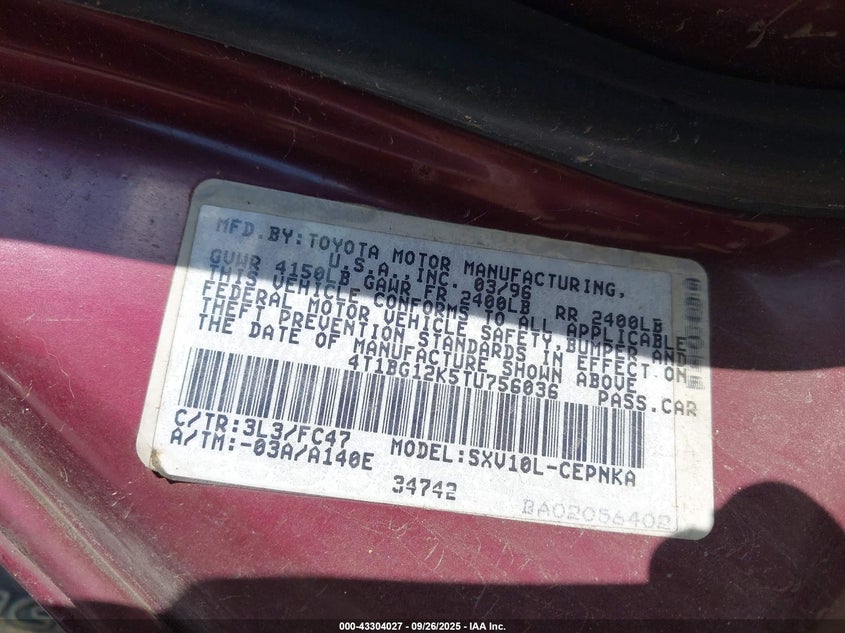 MFD.BY:TOYOTA MOTOR MANUFACTURING,
U.S.A.,INC. 03/96
GVWR 4150LB GAWR FR 2400LB RR 2400LB
THIS VEHICLE CONFORMS TO ALL APPLICABLE
FEDERAL MOTOR VEHICLE SAFETY,BUMPER AND
THEFT PREVENTION STANDARDS IN EFFECT ON
THE DATE OF MANUFACTURE SHOWN ABOVE
4T1BG12K5TU756036 PASS.CAR
C/TR:3L3/FC47 MODEL:SXV10L-CEPNKA
A/TM:-03A/A140E
34742
BA02056402
000-43304027 - 09/26/2025 - IAA Inc.